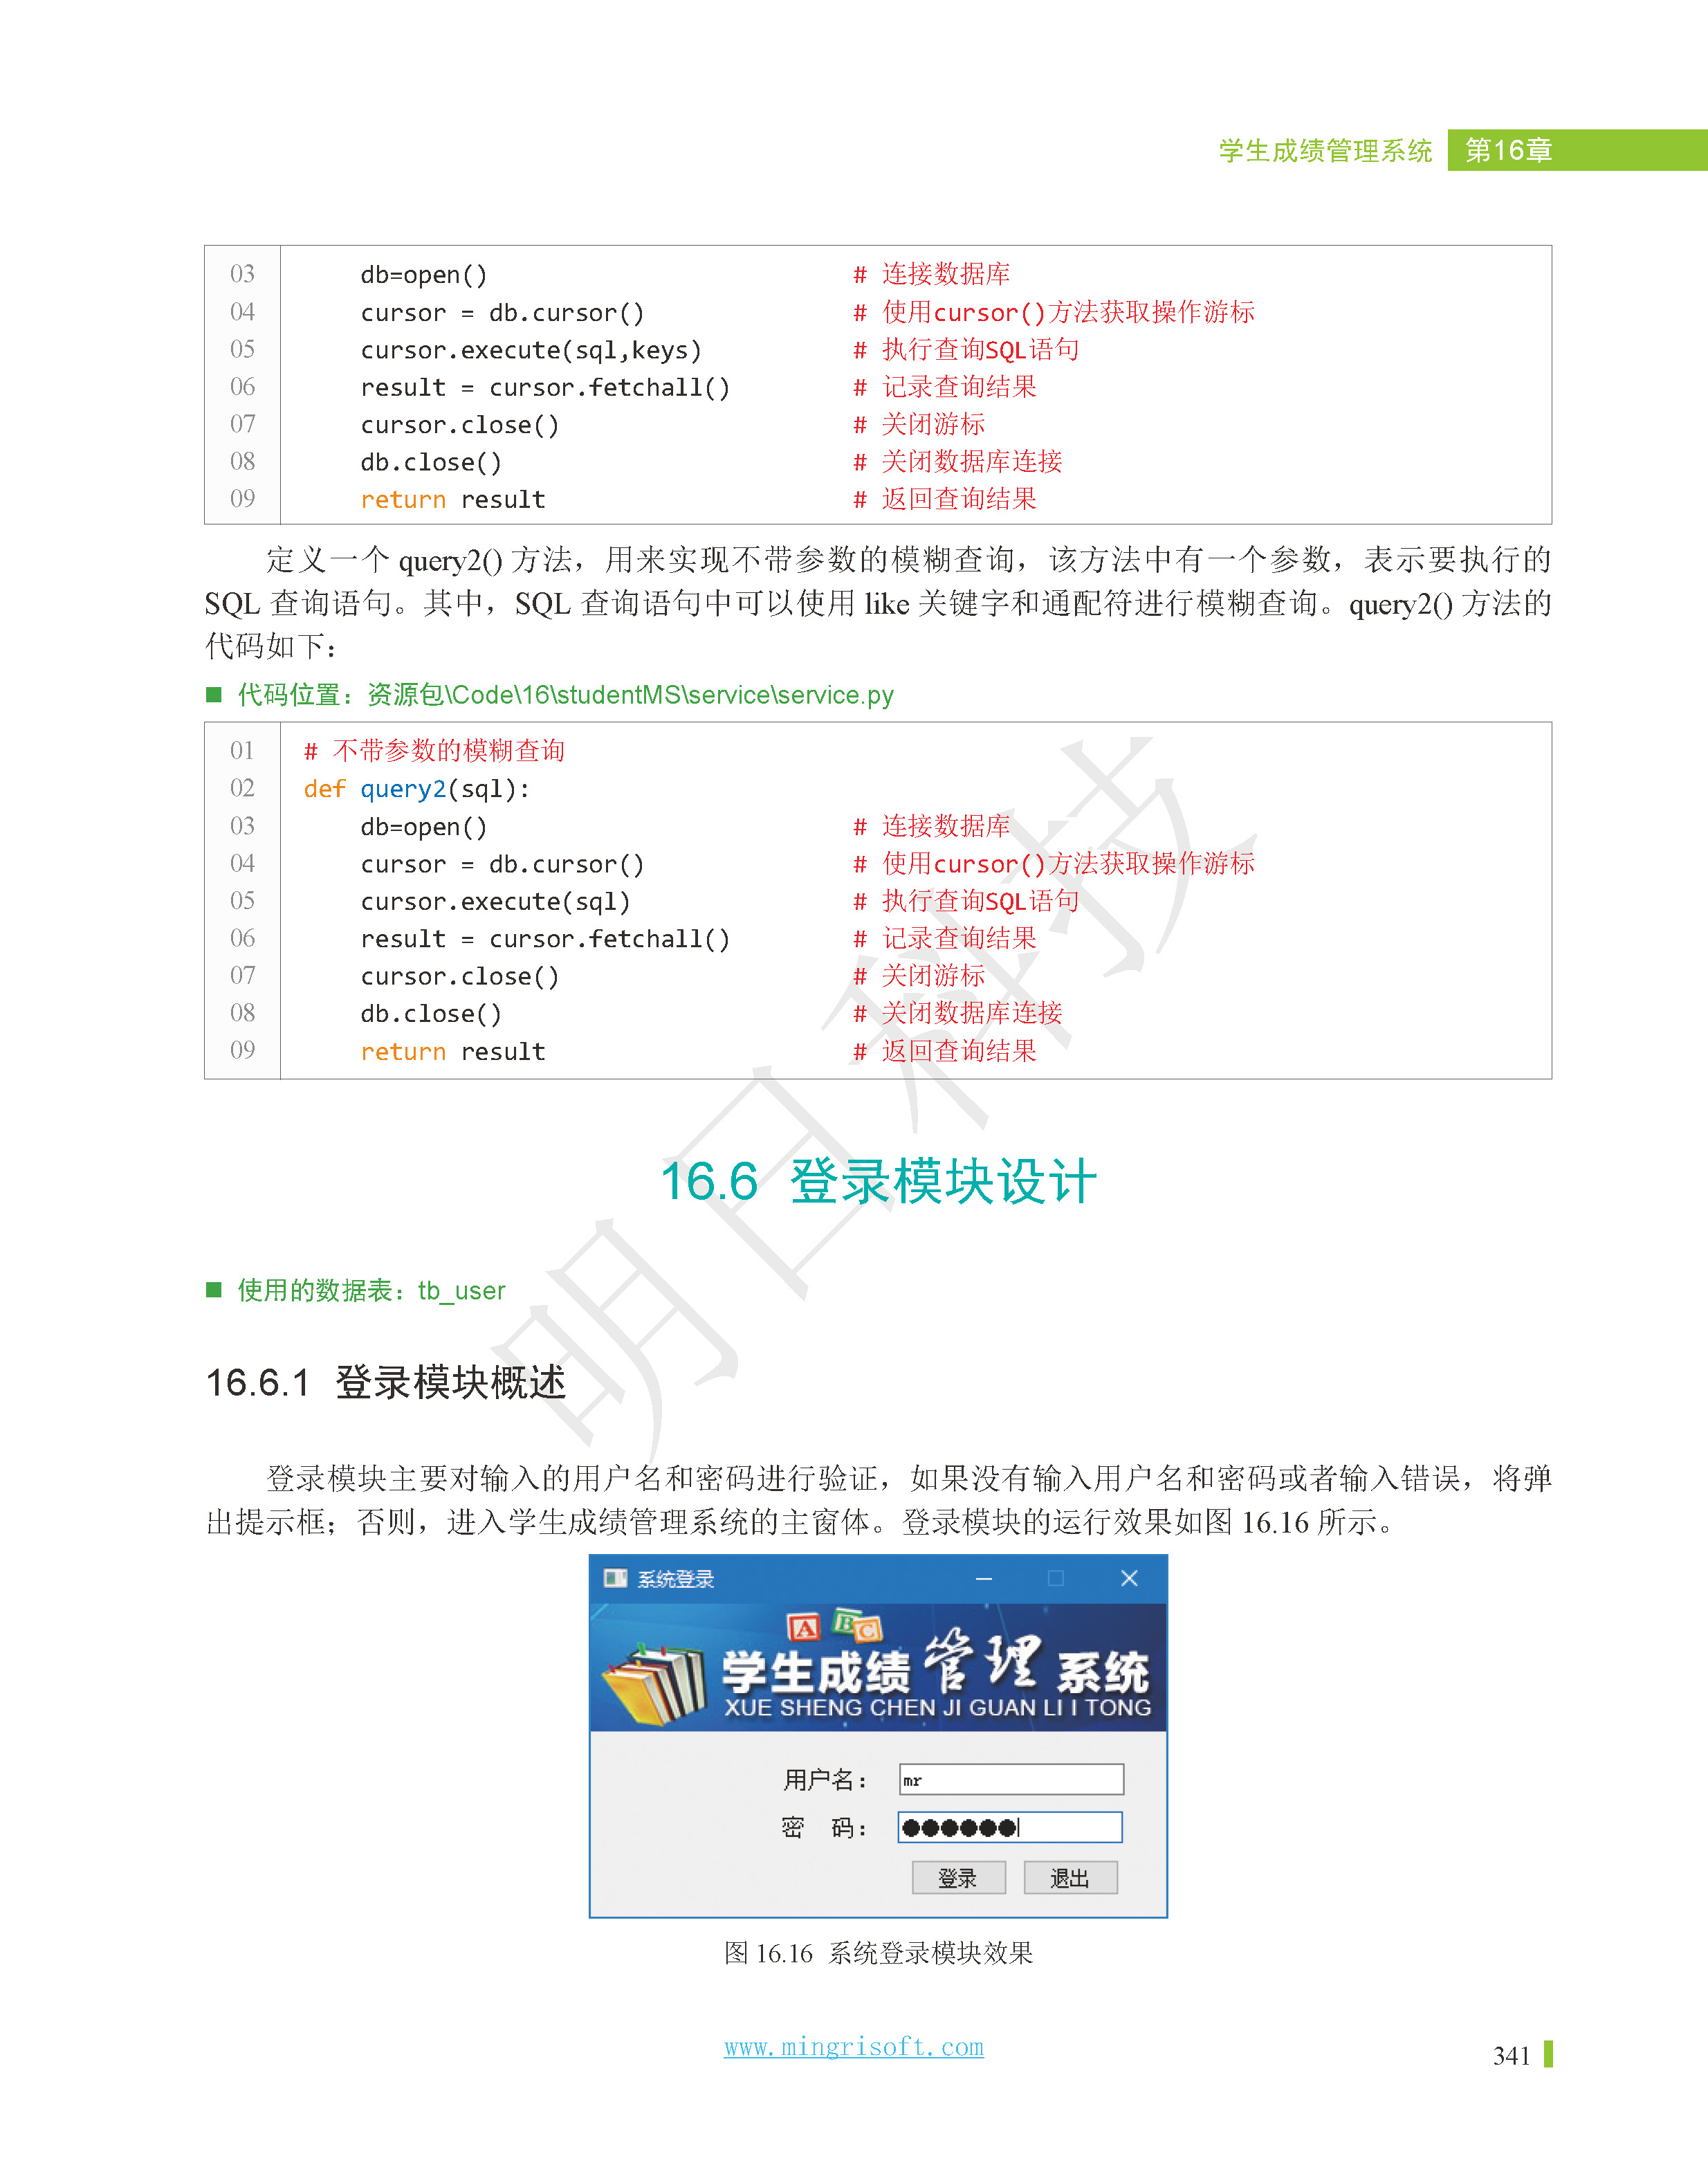 学生成绩管理系统 第16章
03 db=open() # 连接数据库
04 cursor = db.cursor() # 使用cursor()方法获取操作游标
05 cursor.execute(sql,keys) # 执行查询SQL语句
06 result = cursor.fetchall() # 记录查询结果
07 cursor.close() # 关闭游标
08 db.close() # 关闭数据库连接
09 return result # 返回查询结果
定义一个 query2() 方法，用来实现不带参数的模糊查询，该方法中有一个参数，表示要执行的
SQL 查询语句。其中，SQL 查询语句中可以使用 like 关键字和通配符进行模糊查询。query2() 方法的
代码如下：
■ 代码位置：资源包\Code\16\studentMS\service\service.py
01 # 不带参数的模糊查询
02 def query2(sql):
03 db=open() # 连接数据库
04 cursor = db.cursor() # 使用cursor()方法获取操作游标
05 cursor.execute(sql) # 执行查询SQL语句
06 result = cursor.fetchall() # 记录查询结果
07 cursor.close() # 关闭游标
08 db.close() # 关闭数据库连接
09 return result # 返回查询结果
明日科技
16.6 登录模块设计
■ 使用的数据表：tb_user
16.6.1 登录模块概述
登录模块主要对输入的用户名和密码进行验证，如果没有输入用户名和密码或者输入错误，将弹
出提示框；否则，进入学生成绩管理系统的主窗体。登录模块的运行效果如图 16.16 所示。
系统登录
A B C
学生成绩管理系统
XUE SHENG CHEN JI GUAN LI I TONG
用户名： mr
密 码： ●●●●●●
登录 退出
图 16.16 系统登录模块效果
www.mingrisoft.com
341